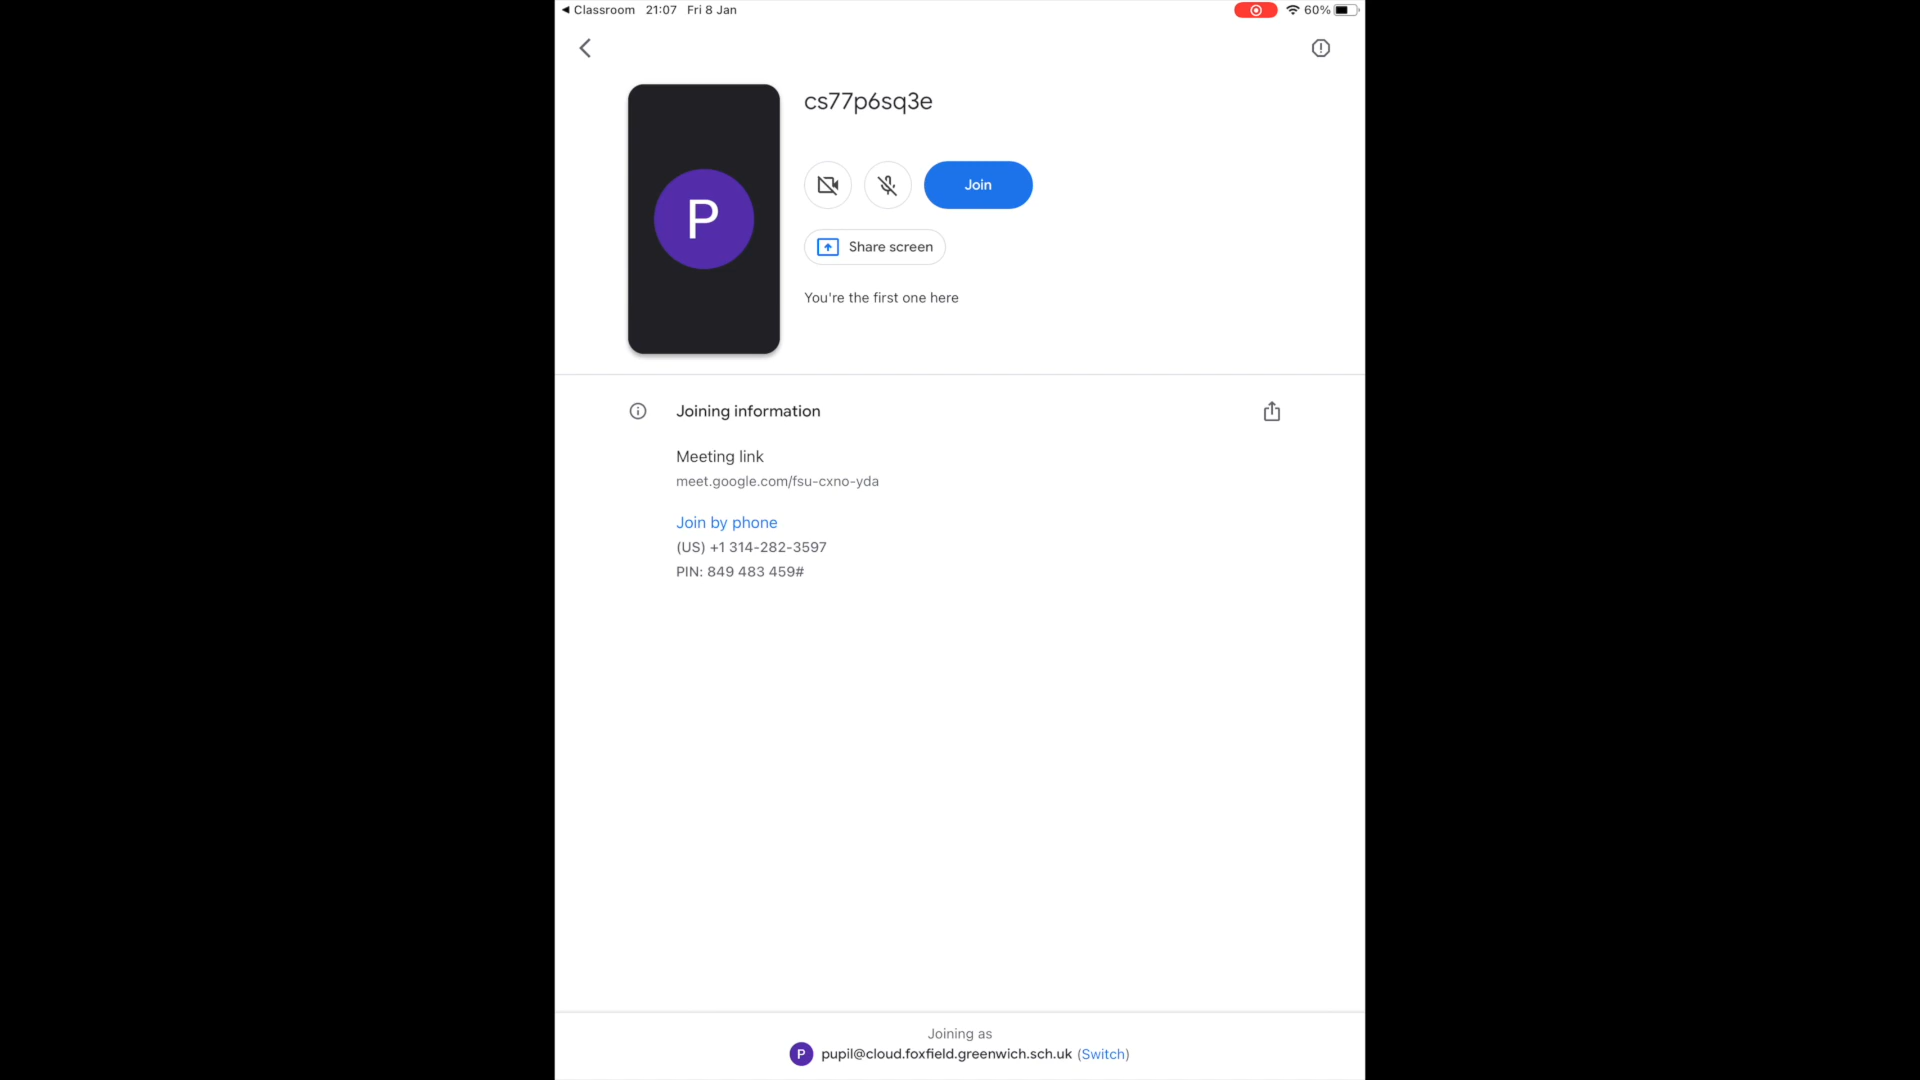 ◀ Classroom 21:07 Fri 8 Jan 60%
cs77p6sq3e
P
Join
Share screen
You're the first one here
Joining information
Meeting link
meet.google.com/fsu-cxno-yda
Join by phone
(US) +1 314-282-3597
PIN: 849 483 459#
Joining as
P pupil@cloud.foxfield.greenwich.sch.uk (Switch)